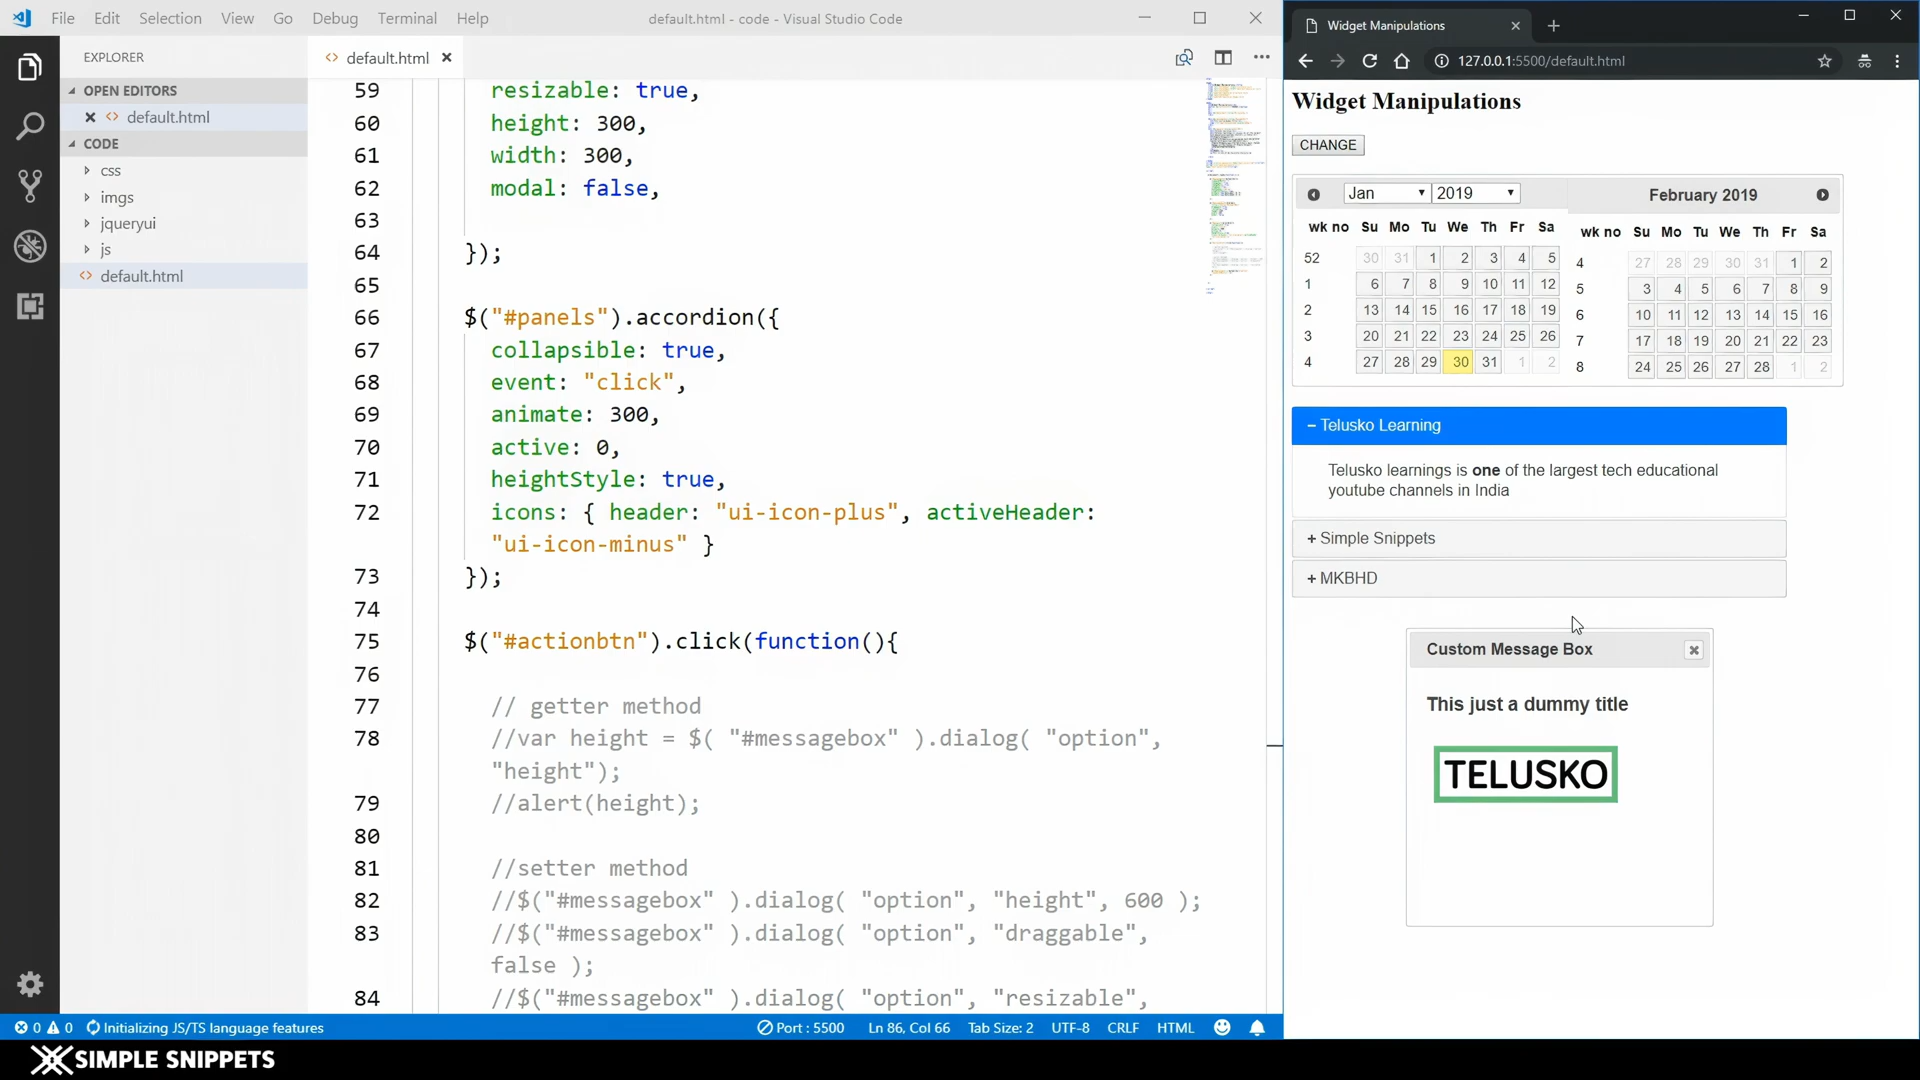 File Edit Selection View Go Debug Terminal Help
default.html - code - Visual Studio Code
EXPLORER
OPEN EDITORS
default.html
CODE
css
imgs
jqueryui
js
default.html
default.html
59 resizable: true,
60 height: 300,
61 width: 300,
62 modal: false,
63
64 });
65
66 $("#panels").accordion({
67 collapsible: true,
68 event: "click",
69 animate: 300,
70 active: 0,
71 heightStyle: true,
72 icons: { header: "ui-icon-plus", activeHeader:
"ui-icon-minus" }
73 });
74
75 $("#actionbtn").click(function(){
76
77 // getter method
78 //var height = $( "#messagebox" ).dialog( "option",
"height");
79 //alert(height);
80
81 //setter method
82 //$("#messagebox" ).dialog( "option", "height", 600 );
83 //$("#messagebox" ).dialog( "option", "draggable",
false );
84 //$("#messagebox" ).dialog( "option", "resizable",
0 0 Initializing JS/TS language features
Port : 5500 Ln 86, Col 66 Tab Size: 2 UTF-8 CRLF HTML
Widget Manipulations
127.0.0.1:5500/default.html
Widget Manipulations
CHANGE
Jan 2019
wk no Su Mo Tu We Th Fr Sa
52 30 31 1 2 3 4 5
1 6 7 8 9 10 11 12
2 13 14 15 16 17 18 19
3 20 21 22 23 24 25 26
4 27 28 29 30 31 1 2
February 2019
wk no Su Mo Tu We Th Fr Sa
4 27 28 29 30 31 1 2
5 3 4 5 6 7 8 9
6 10 11 12 13 14 15 16
7 17 18 19 20 21 22 23
8 24 25 26 27 28 1 2
− Telusko Learning
Telusko learnings is one of the largest tech educational
youtube channels in India
+ Simple Snippets
+ MKBHD
Custom Message Box
This just a dummy title
TELUSKO
SIMPLE SNIPPETS